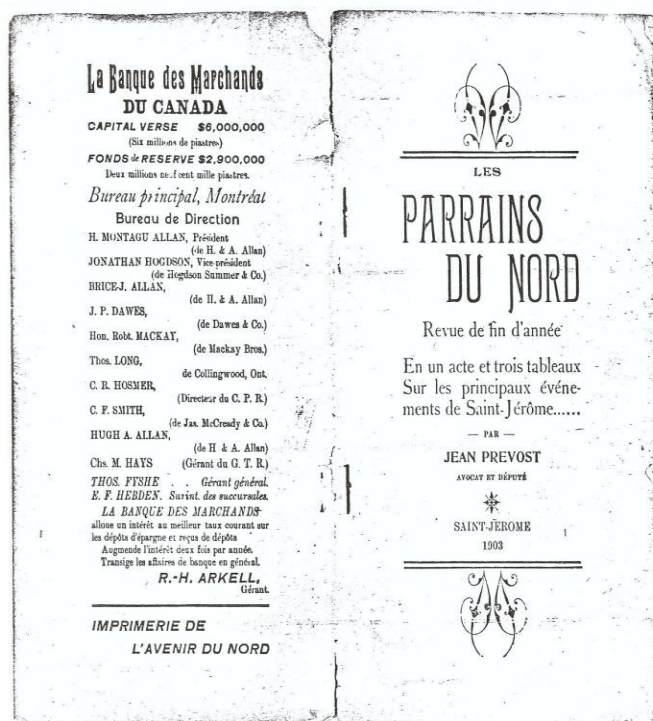 La Banque des Marchands
DU CANADA
CAPITAL VERSE $6,000,000
(Six millions de piastres)
FONDS de RESERVE $2,900,000
Deux millions neuf cent mille piastres.
Bureau principal, Montréal
Bureau de Direction
H. MONTAGU ALLAN, Président
(de H. & A. Allan)
JONATHAN HOGDSON, Vice-président
(de Hogdson Summer & Co.)
BRICE-J. ALLAN,
(de H. & A. Allan)
J. P. DAWES,
(de Dawes & Co.)
Hon. Robt. MACKAY,
(de Mackay Bros.)
Thos. LONG,
de Collingwood, Ont.
C. R. HOSMER,
(Directeur du C. P. R.)
C. F. SMITH,
(de Jas. McCready & Co.)
HUGH A. ALLAN,
(de H & A. Allan)
Chs. M. HAYS (Gérant du G. T. R.)
THOS. FYSHE . . Gérant général.
E. F. HEBDEN. Surint. des succursales.
LA BANQUE DES MARCHANDS
alloue un intérêt au meilleur taux courant sur
les dépôts d'épargne et reçus de dépôts
Augmende l'intérêt deux fois par année.
Transige les affaires de banque en général.
R.-H. ARKELL,
Gérant.
IMPRIMERIE DE
L'AVENIR DU NORD
LES
PARRAINS
DU NORD
Revue de fin d'année
En un acte et trois tableaux
Sur les principaux événe-
ments de Saint-Jérôme......
— PAR —
JEAN PREVOST
AVOCAT ET DÉPUTÉ
SAINT-JEROME
1903